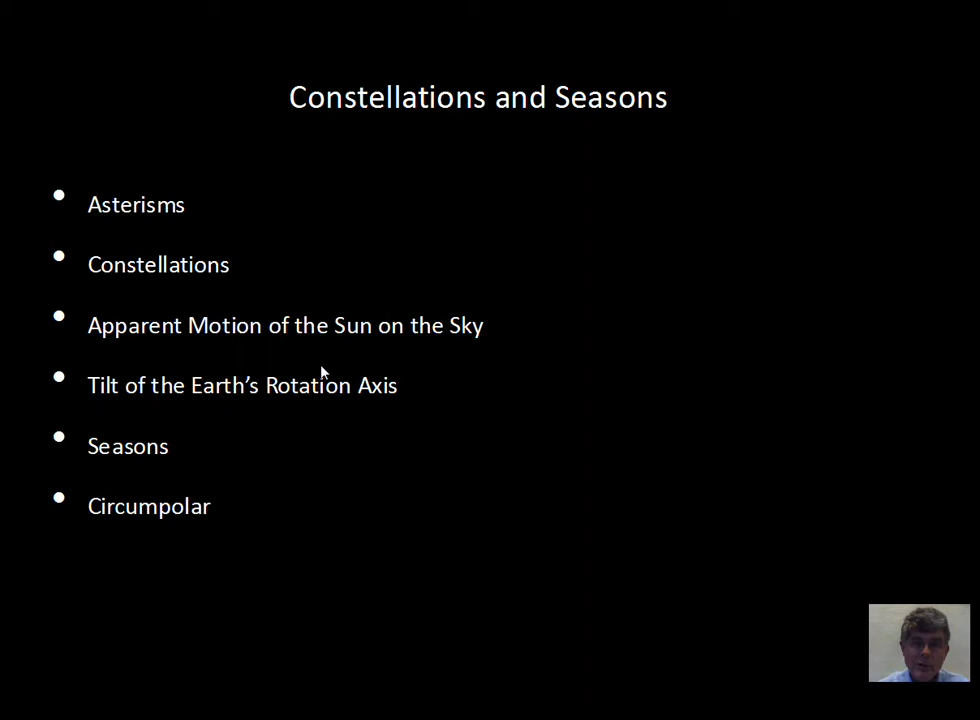 Constellations and Seasons
• Asterisms
• Constellations
• Apparent Motion of the Sun on the Sky
• Tilt of the Earth’s Rotation Axis
• Seasons
• Circumpolar